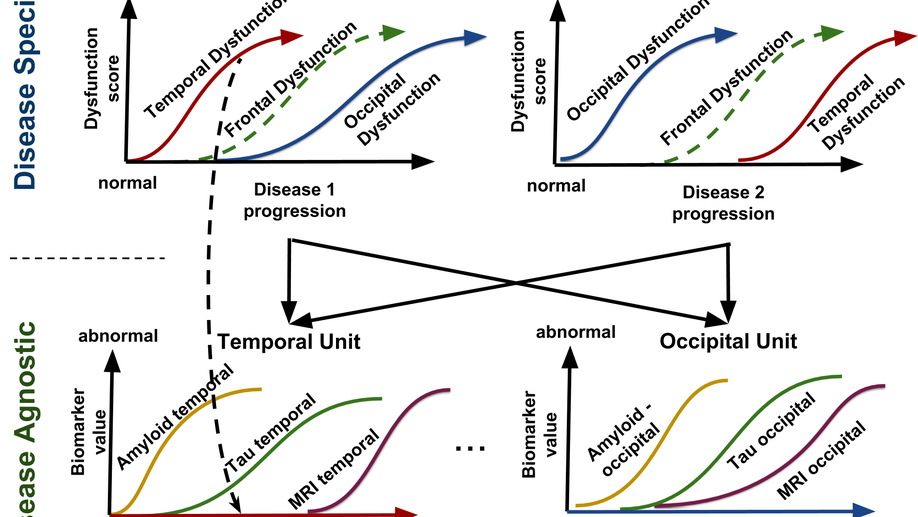 Disease Speci
Dysfunction
score
Temporal Dysfunction
Frontal Dysfunction
Occipital
Dysfunction
normal
Disease 1
progression
Dysfunction
score
Occipital Dysfunction
Frontal Dysfunction
Temporal
Dysfunction
normal
Disease 2
progression
sease Agnostic
abnormal
Temporal Unit
Biomarker
value
Amyloid temporal
Tau temporal
MRI temporal
...
abnormal
Occipital Unit
Biomarker
value
Amyloid -
occipital
Tau occipital
MRI occipital